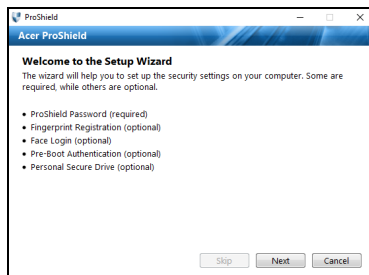 ProShield
Acer ProShield
Welcome to the Setup Wizard
The wizard will help you to set up the security settings on your computer. Some are
required, while others are optional.
• ProShield Password (required)
• Fingerprint Registration (optional)
• Face Login (optional)
• Pre-Boot Authentication (optional)
• Personal Secure Drive (optional)
Skip Next Cancel